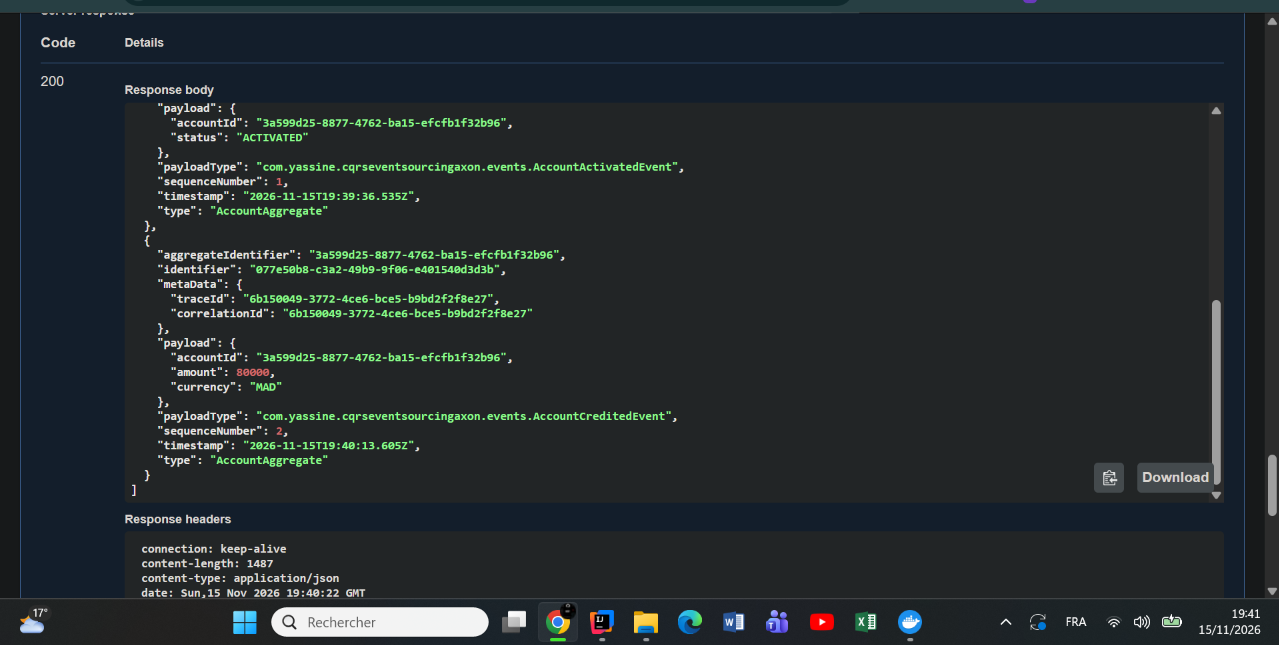 Server response
Code Details
200
Response body
"payload": {
"accountId": "3a599d25-8877-4762-ba15-efcfb1f32b96",
"status": "ACTIVATED"
},
"payloadType": "com.yassine.cqrseventsourcingaxon.events.AccountActivatedEvent",
"sequenceNumber": 1,
"timestamp": "2026-11-15T19:39:36.535Z",
"type": "AccountAggregate"
},
{
"aggregateIdentifier": "3a599d25-8877-4762-ba15-efcfb1f32b96",
"identifier": "077e50b8-c3a2-49b9-9f06-e401540d3d3b",
"metaData": {
"traceId": "6b150049-3772-4ce6-bce5-b9bd2f2f8e27",
"correlationId": "6b150049-3772-4ce6-bce5-b9bd2f2f8e27"
},
"payload": {
"accountId": "3a599d25-8877-4762-ba15-efcfb1f32b96",
"amount": 80000,
"currency": "MAD"
},
"payloadType": "com.yassine.cqrseventsourcingaxon.events.AccountCreditedEvent",
"sequenceNumber": 2,
"timestamp": "2026-11-15T19:40:13.605Z",
"type": "AccountAggregate"
}
]
Download
Response headers
connection: keep-alive
content-length: 1487
content-type: application/json
date: Sun,15 Nov 2026 19:40:22 GMT
17°
Rechercher
FRA
19:41
15/11/2026